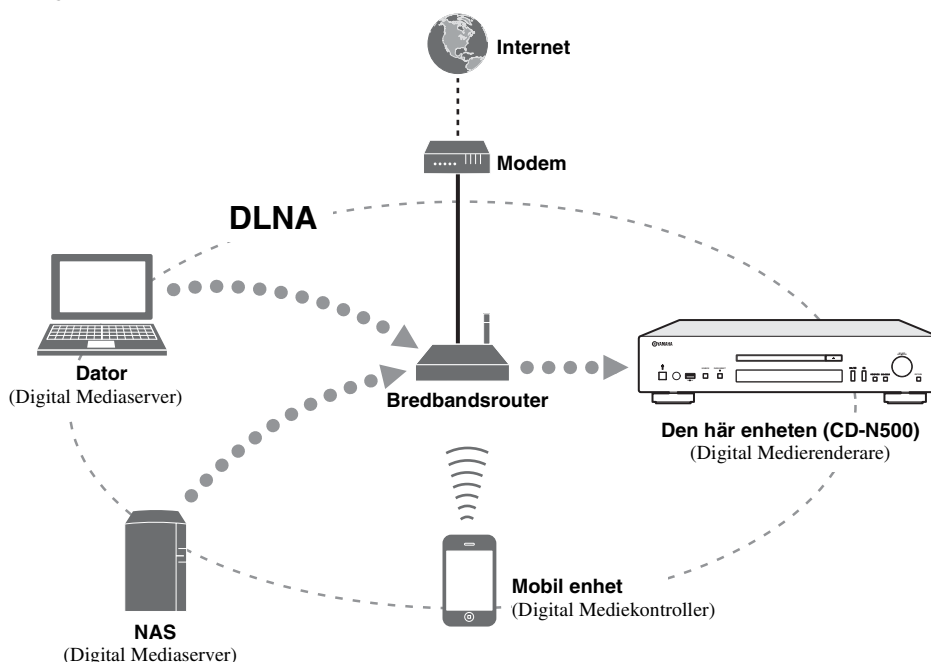 Internet
Modem
DLNA
Dator
(Digital Mediaserver)
Bredbandsrouter
YAMAHA
Den här enheten (CD-N500)
(Digital Medierenderare)
Mobil enhet
(Digital Mediekontroller)
NAS
(Digital Mediaserver)